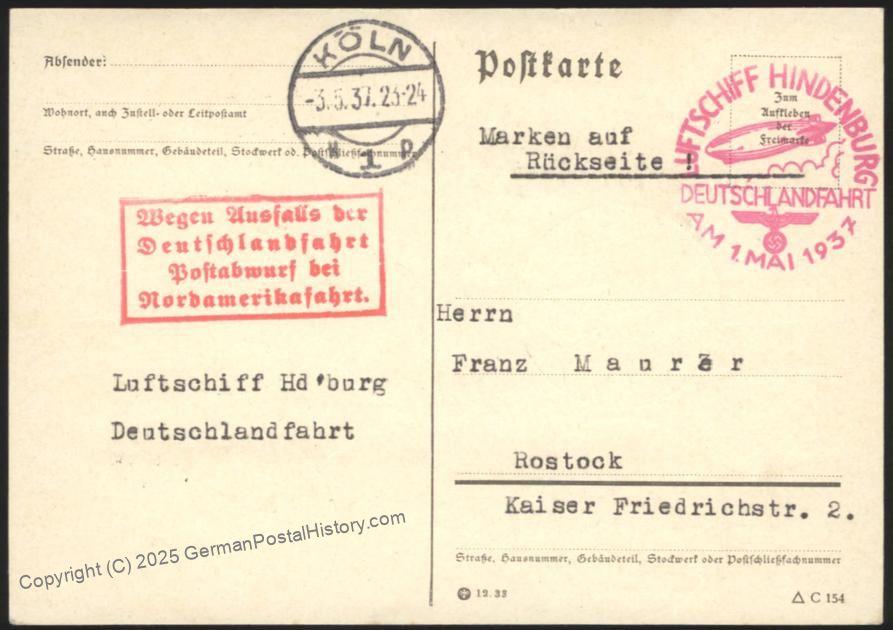 Absender:
Wohnort, auch Zustell- oder Leitpostamt
Straße, Hausnummer, Gebäudeteil, Stockwerk od. Postschließfachnummer
KÖLN
-3.5.37.23-24
1 p
Wegen Ausfalls der
Deutschlandfahrt
Postabwurf bei
Nordamerikafahrt.
Luftschiff Hd'burg
Deutschlandfahrt
Postkarte
Marken auf
Rückseite !
Zum
Aufkleben
der
Freimarke
LUFTSCHIFF HINDENBURG
DEUTSCHLANDFAHRT
AM 1. MAI 1937
Herrn
Franz Maurer
Rostock
Kaiser Friedrichstr. 2.
Straße, Hausnummer, Gebäudeteil, Stockwerk oder Postschließfachnummer
12.33
C 154
Copyright (C) 2025 GermanPostalHistory.com